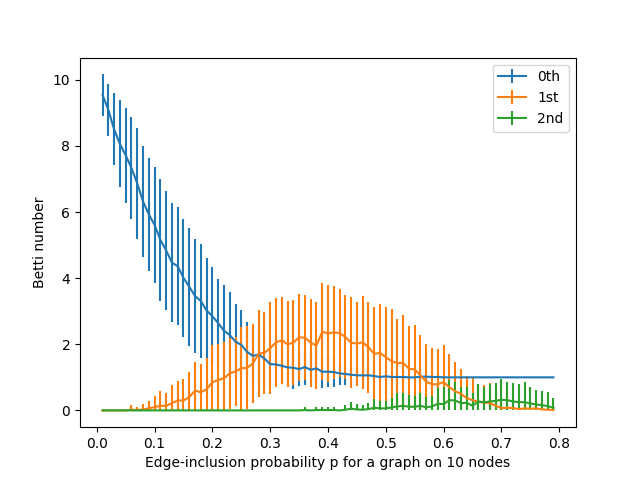 10
8
6
4
2
0
Betti number
0th
1st
2nd
0.0 0.1 0.2 0.3 0.4 0.5 0.6 0.7 0.8
Edge-inclusion probability p for a graph on 10 nodes